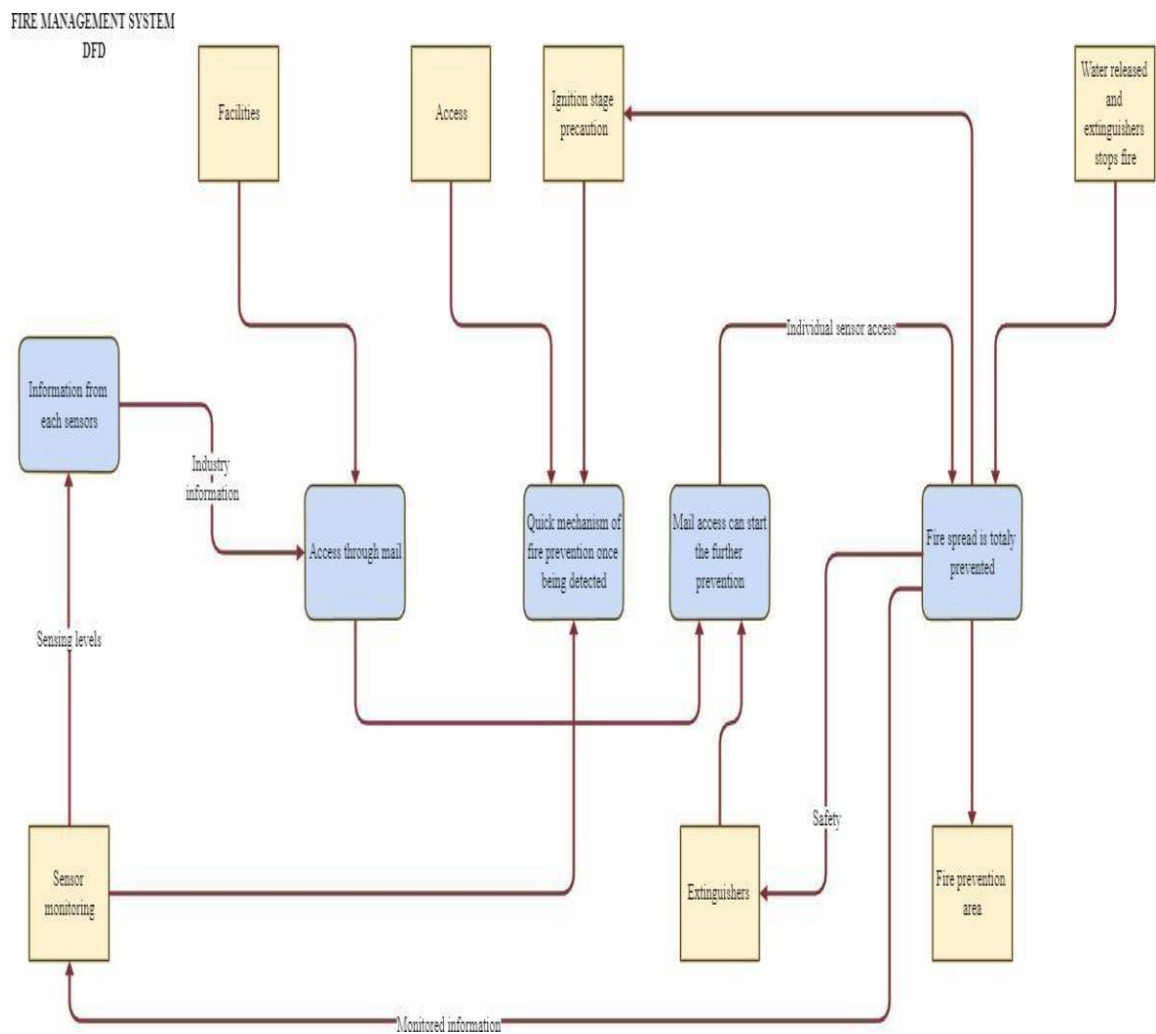 FIRE MANAGEMENT SYSTEM
DFD
Facilities
Access
Ignition stage
precaution
Water released
and
extinguishers
stops fire
Individual sensor access
Information from
each sensors
Industry
information
Access through mail
Quick mechanism of
fire prevention once
being detected
Mail access can start
the further
prevention
Fire spread is totaly
prevented
Sensing levels
Safety
Sensor
monitoring
Extinguishers
Fire prevention
area
Monitored information